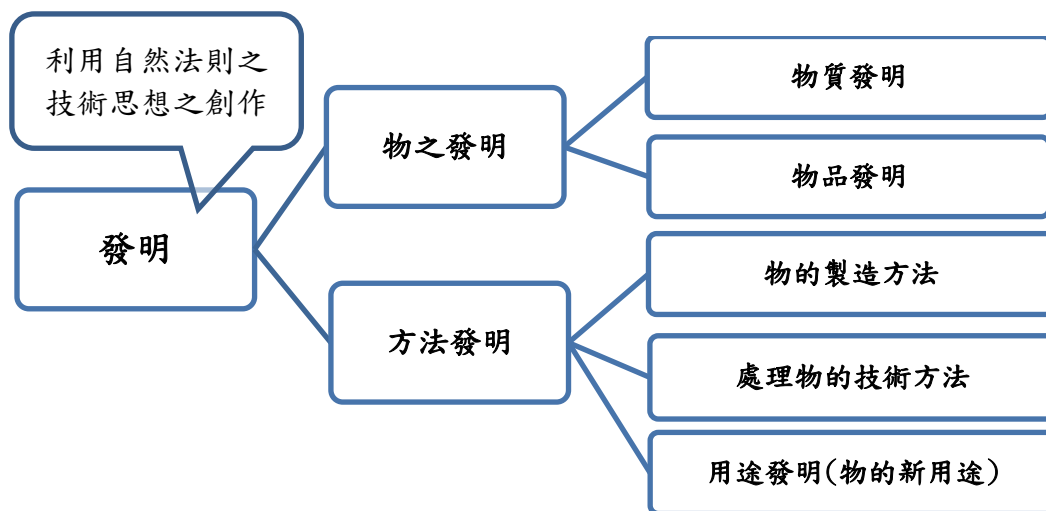 利用自然法則之
技術思想之創作
發明
物之發明
物質發明
物品發明
方法發明
物的製造方法
處理物的技術方法
用途發明(物的新用途)